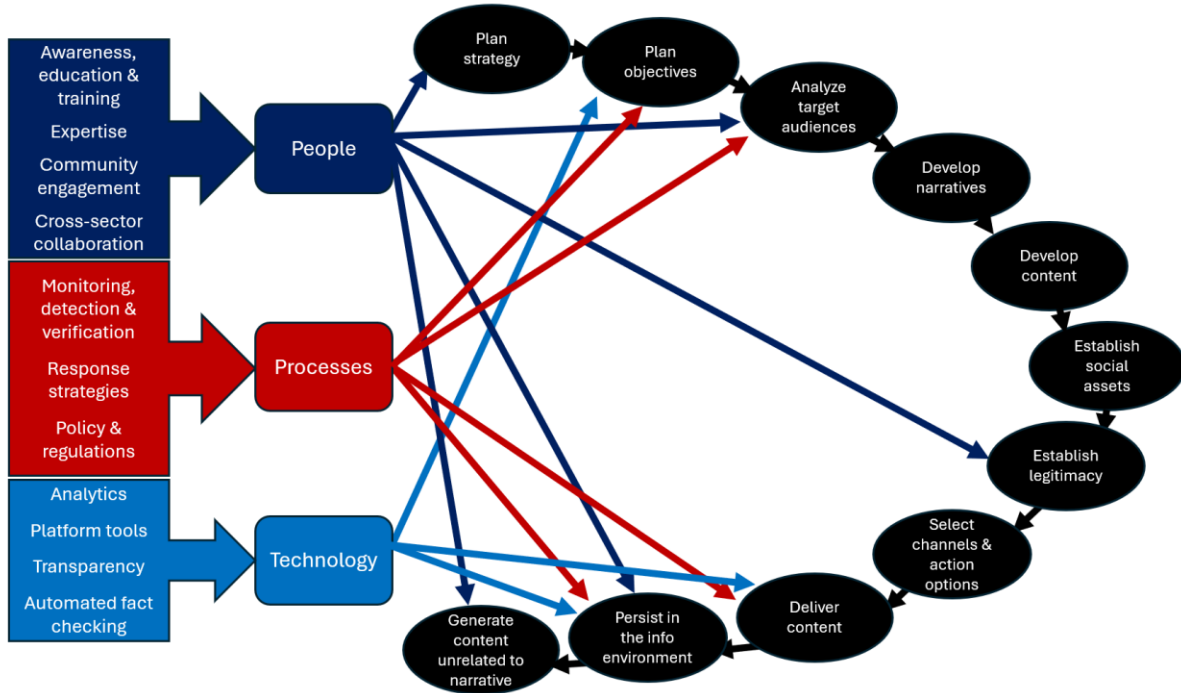 Awareness,
education &
training
Expertise
Community
engagement
Cross-sector
collaboration
Monitoring,
detection &
verification
Response
strategies
Policy &
regulations
Analytics
Platform tools
Transparency
Automated fact
checking
People
Processes
Technology
Plan
strategy
Plan
objectives
Analyze
target
audiences
Develop
narratives
Develop
content
Establish
social
assets
Establish
legitimacy
Select
channels &
action
options
Deliver
content
Persist in
the info
environment
Generate
content
unrelated to
narrative